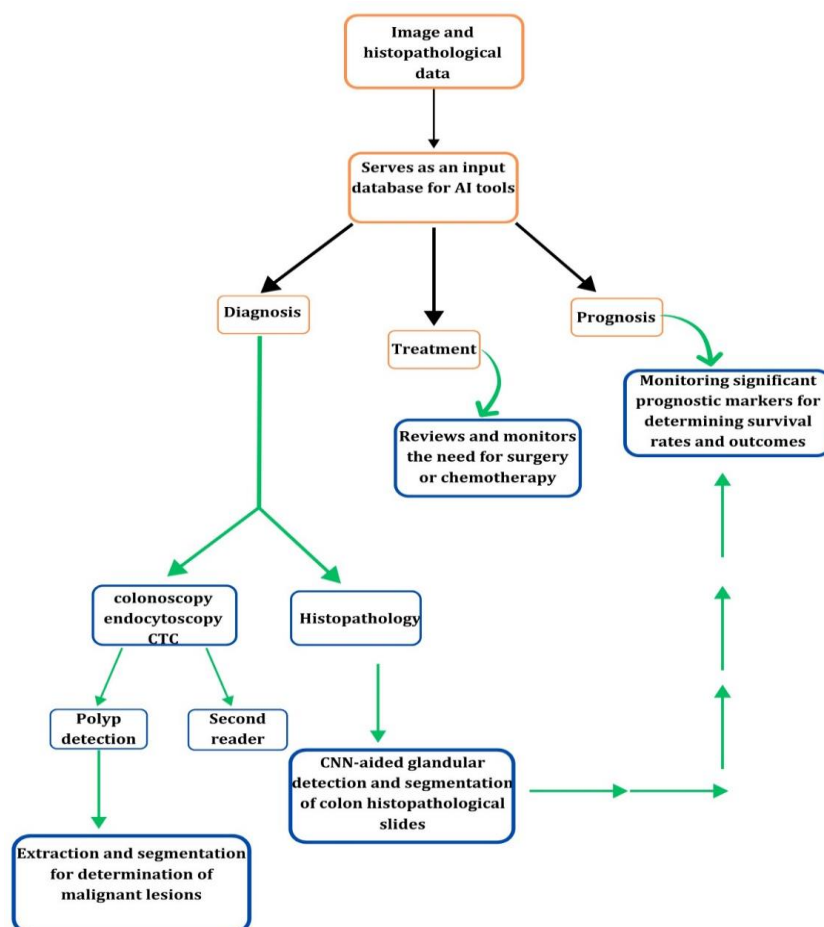 Image and
histopathological
data
Serves as an input
database for AI tools
Diagnosis
Treatment
Prognosis
Reviews and monitors
the need for surgery
or chemotherapy
Monitoring significant
prognostic markers for
determining survival
rates and outcomes
colonoscopy
endocytoscopy
CTC
Histopathology
Polyp
detection
Second
reader
CNN-aided glandular
detection and segmentation
of colon histopathological
slides
Extraction and segmentation
for determination of
malignant lesions